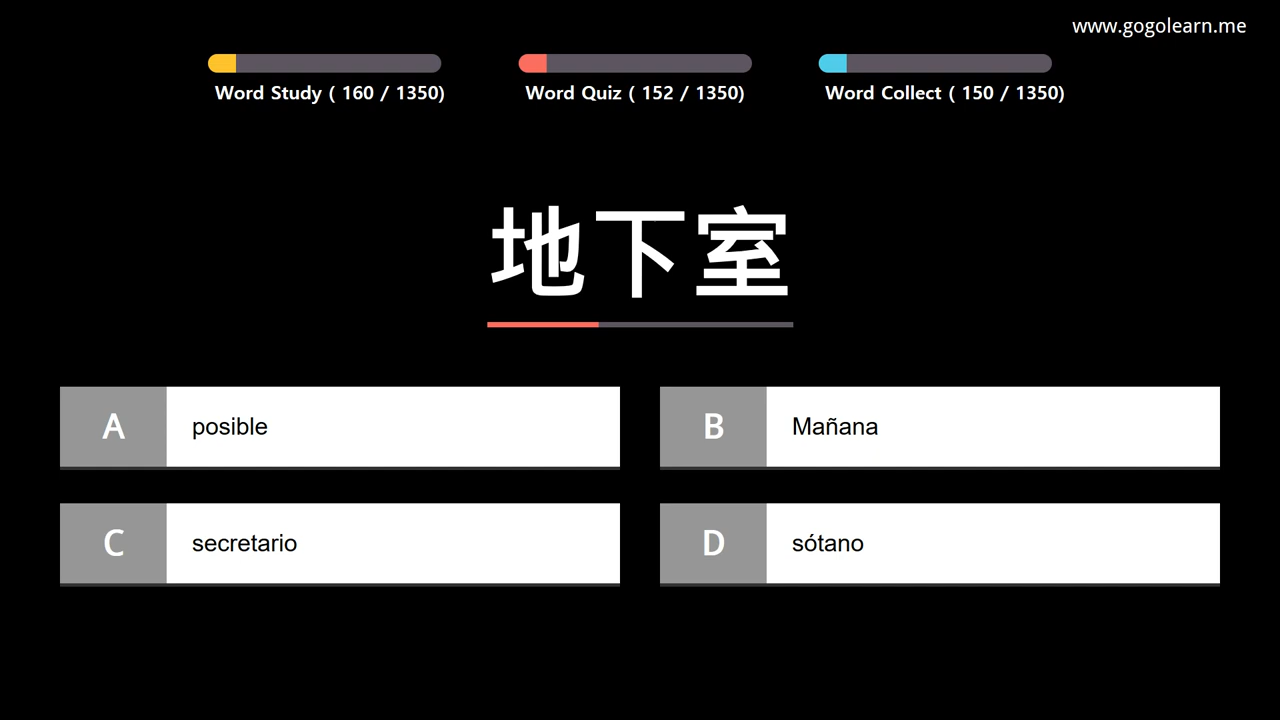 www.gogolearn.me
Word Study ( 160 / 1350)
Word Quiz ( 152 / 1350)
Word Collect ( 150 / 1350)
地下室
A posible
B Mañana
C secretario
D sótano